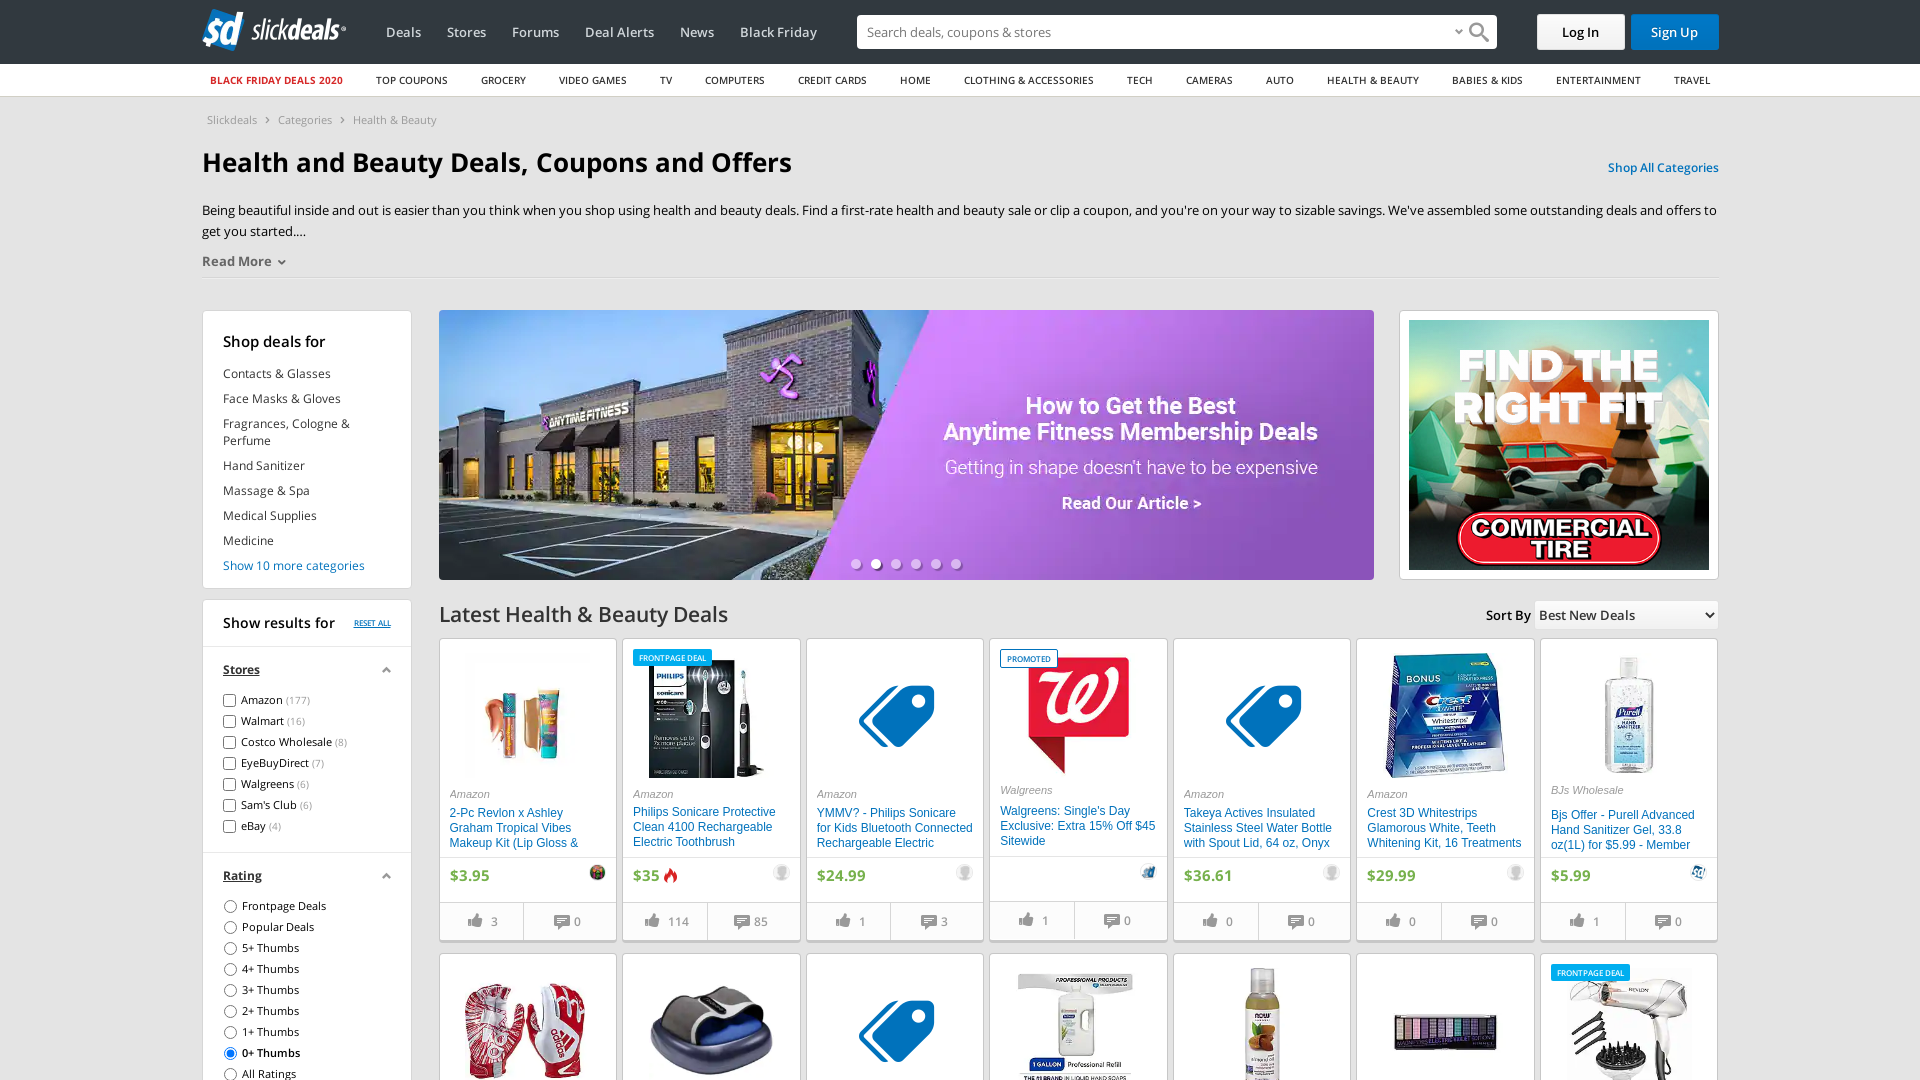 slickdeals
Deals
Stores
Forums
Deal Alerts
News
Black Friday
Search deals, coupons & stores
Log In
Sign Up
BLACK FRIDAY DEALS 2020
TOP COUPONS
GROCERY
VIDEO GAMES
TV
COMPUTERS
CREDIT CARDS
HOME
CLOTHING & ACCESSORIES
TECH
CAMERAS
AUTO
HEALTH & BEAUTY
BABIES & KIDS
ENTERTAINMENT
TRAVEL
Slickdeals
Categories
Health & Beauty
Health and Beauty Deals, Coupons and Offers
Shop All Categories
Being beautiful inside and out is easier than you think when you shop using health and beauty deals. Find a first-rate health and beauty sale or clip a coupon, and you're on your way to sizable savings. We've assembled some outstanding deals and offers to
get you started.…
Read More
Shop deals for
Contacts & Glasses
Face Masks & Gloves
Fragrances, Cologne &
Perfume
Hand Sanitizer
Massage & Spa
Medical Supplies
Medicine
Show 10 more categories
ANYTIME FITNESS
How to Get the Best
Anytime Fitness Membership Deals
Getting in shape doesn't have to be expensive
Read Our Article >
FIND THE
RIGHT FIT
COMMERCIAL
TIRE
Show results for
RESET ALL
Stores
Amazon (177)
Walmart (16)
Costco Wholesale (8)
EyeBuyDirect (7)
Walgreens (6)
Sam's Club (6)
eBay (4)
Rating
Frontpage Deals
Popular Deals
5+ Thumbs
4+ Thumbs
3+ Thumbs
2+ Thumbs
1+ Thumbs
0+ Thumbs
All Ratings
Latest Health & Beauty Deals
Sort By
Best New Deals
Amazon
2-Pc Revlon x Ashley
Graham Tropical Vibes
Makeup Kit (Lip Gloss &
$3.95
3
0
FRONTPAGE DEAL
PHILIPS
sonicare
Amazon
Philips Sonicare Protective
Clean 4100 Rechargeable
Electric Toothbrush
$35
114
85
Amazon
YMMV? - Philips Sonicare
for Kids Bluetooth Connected
Rechargeable Electric
$24.99
1
3
PROMOTED
W
Walgreens
Walgreens: Single's Day
Exclusive: Extra 15% Off $45
Sitewide
1
0
Amazon
Takeya Actives Insulated
Stainless Steel Water Bottle
with Spout Lid, 64 oz, Onyx
$36.61
0
0
BONUS
Crest
Whitestrips
Amazon
Crest 3D Whitestrips
Glamorous White, Teeth
Whitening Kit, 16 Treatments
$29.99
0
0
PURELL
BJs Wholesale
Bjs Offer - Purell Advanced
Hand Sanitizer Gel, 33.8
oz(1L) for $5.99 - Member
$5.99
1
0
adidas
PROFESSIONAL PRODUCTS
1 GALLON Professional Refill
THE #1 BRAND IN LIQUID HAND SOAPS
NOW
almond oil
FRONTPAGE DEAL
REVLON